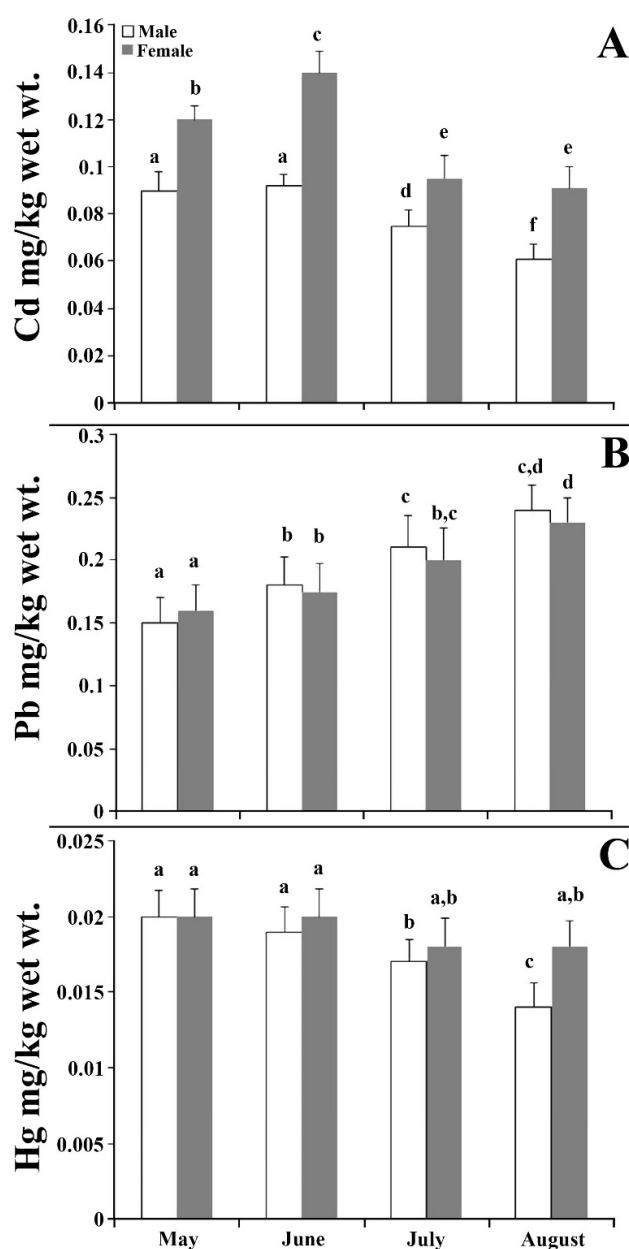 A
Male
Female
Cd mg/kg wet wt.
0.16
0.14
0.12
0.1
0.08
0.06
0.04
0.02
0
a
b
a
c
d
e
f
e
B
Pb mg/kg wet wt.
0.3
0.25
0.2
0.15
0.1
0.05
0
a
a
b
b
c
b,c
c,d
d
C
Hg mg/kg wet wt.
0.025
0.02
0.015
0.01
0.005
0
a
a
a
a
b
a,b
c
a,b
May June July August